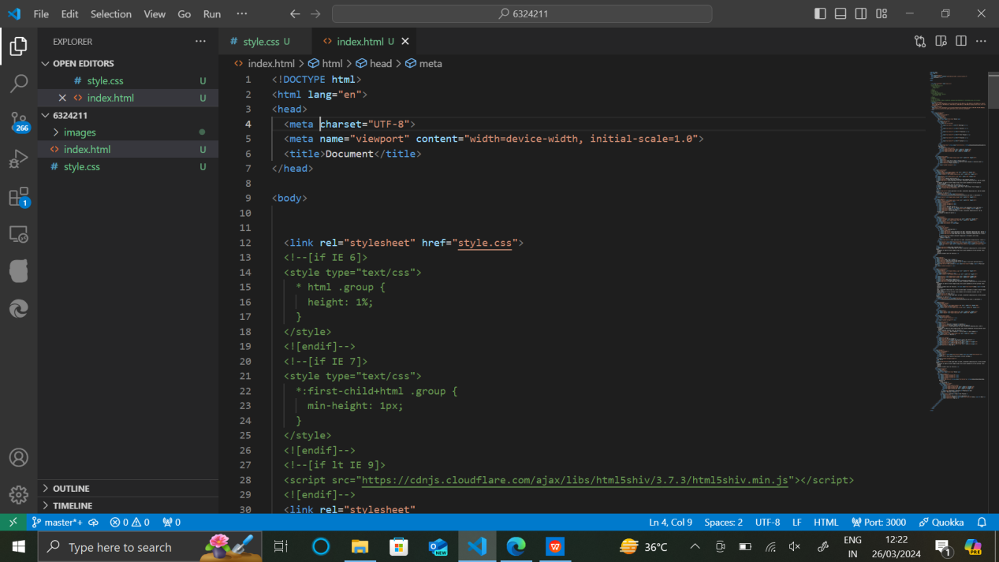 File Edit Selection View Go Run ···
6324211
EXPLORER
OPEN EDITORS
# style.css U
index.html U
6324211
images
index.html U
# style.css U
OUTLINE
TIMELINE
266
1
# style.css U
<> index.html U
index.html > html > head > meta
1 <!DOCTYPE html>
2 <html lang="en">
3 <head>
4 <meta charset="UTF-8">
5 <meta name="viewport" content="width=device-width, initial-scale=1.0">
6 <title>Document</title>
7 </head>
8
9 <body>
10
11
12 <link rel="stylesheet" href="style.css">
13 <!--[if IE 6]>
14 <style type="text/css">
15 * html .group {
16 height: 1%;
17 }
18 </style>
19 <![endif]-->
20 <!--[if IE 7]>
21 <style type="text/css">
22 *:first-child+html .group {
23 min-height: 1px;
24 }
25 </style>
26 <![endif]-->
27 <!--[if lt IE 9]>
28 <script src="https://cdnjs.cloudflare.com/ajax/libs/html5shiv/3.7.3/html5shiv.min.js"></script>
29 <![endif]-->
30 <link rel="stylesheet"
master*+ 0 0 0 Ln 4, Col 9 Spaces: 2 UTF-8 LF HTML Port: 3000 Quokka
Type here to search
NEW
W
36°C
ENG
IN
12:22
26/03/2024
1
PRE